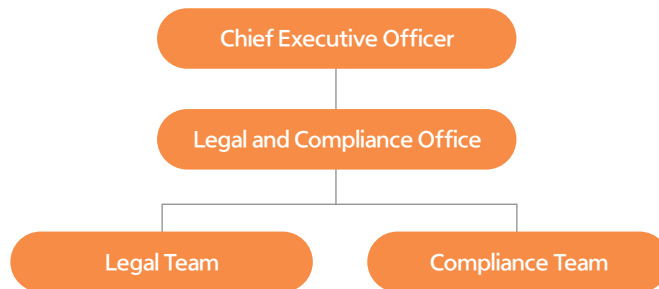 Chief Executive Officer
Legal and Compliance Office
Legal Team
Compliance Team